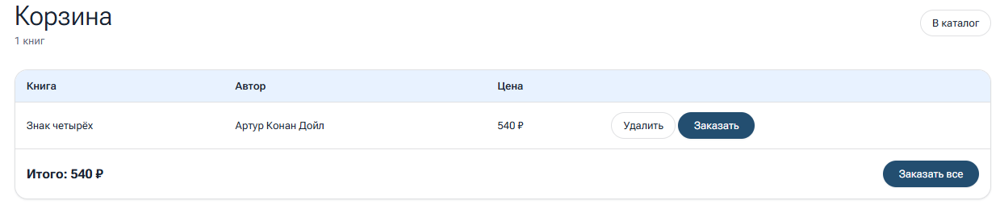 Корзина
В каталог
1 книг
Книга Автор Цена
Знак четырёх Артур Конан Дойл 540 ₽ Удалить Заказать
Итого: 540 ₽ Заказать все